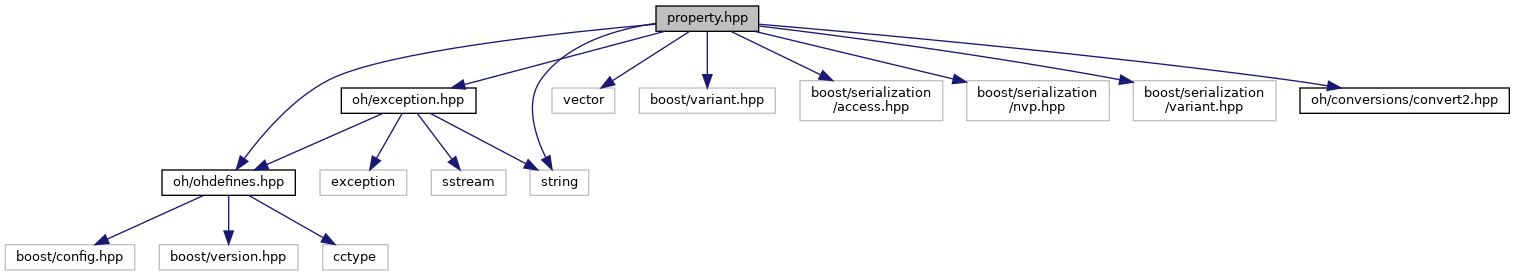 property.hpp
oh/exception.hpp
vector
boost/variant.hpp
boost/serialization
/access.hpp
boost/serialization
/nvp.hpp
boost/serialization
/variant.hpp
oh/conversions/convert2.hpp
oh/ohdefines.hpp
exception
sstream
string
boost/config.hpp
boost/version.hpp
cctype